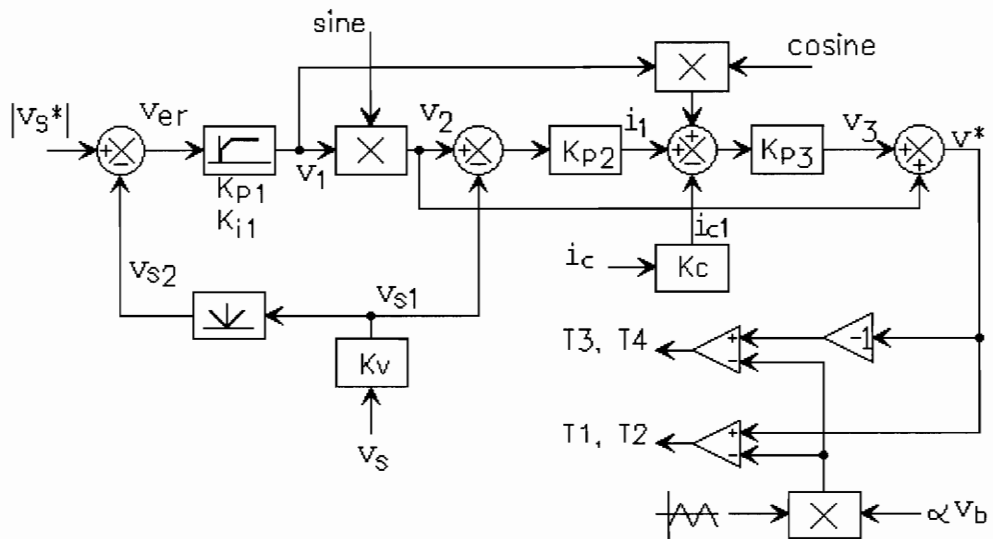 sine
cosine
|vs*|
ver
v2
i1
v3
v*
+
−
×
+
−
Kp2
+
+
−
Kp3
+
+
v1
Kp1
Ki1
ic1
ic
Kc
vs2
vs1
Kv
vs
T3, T4
+
-
-1
T1, T2
+
-
×
∝ vb